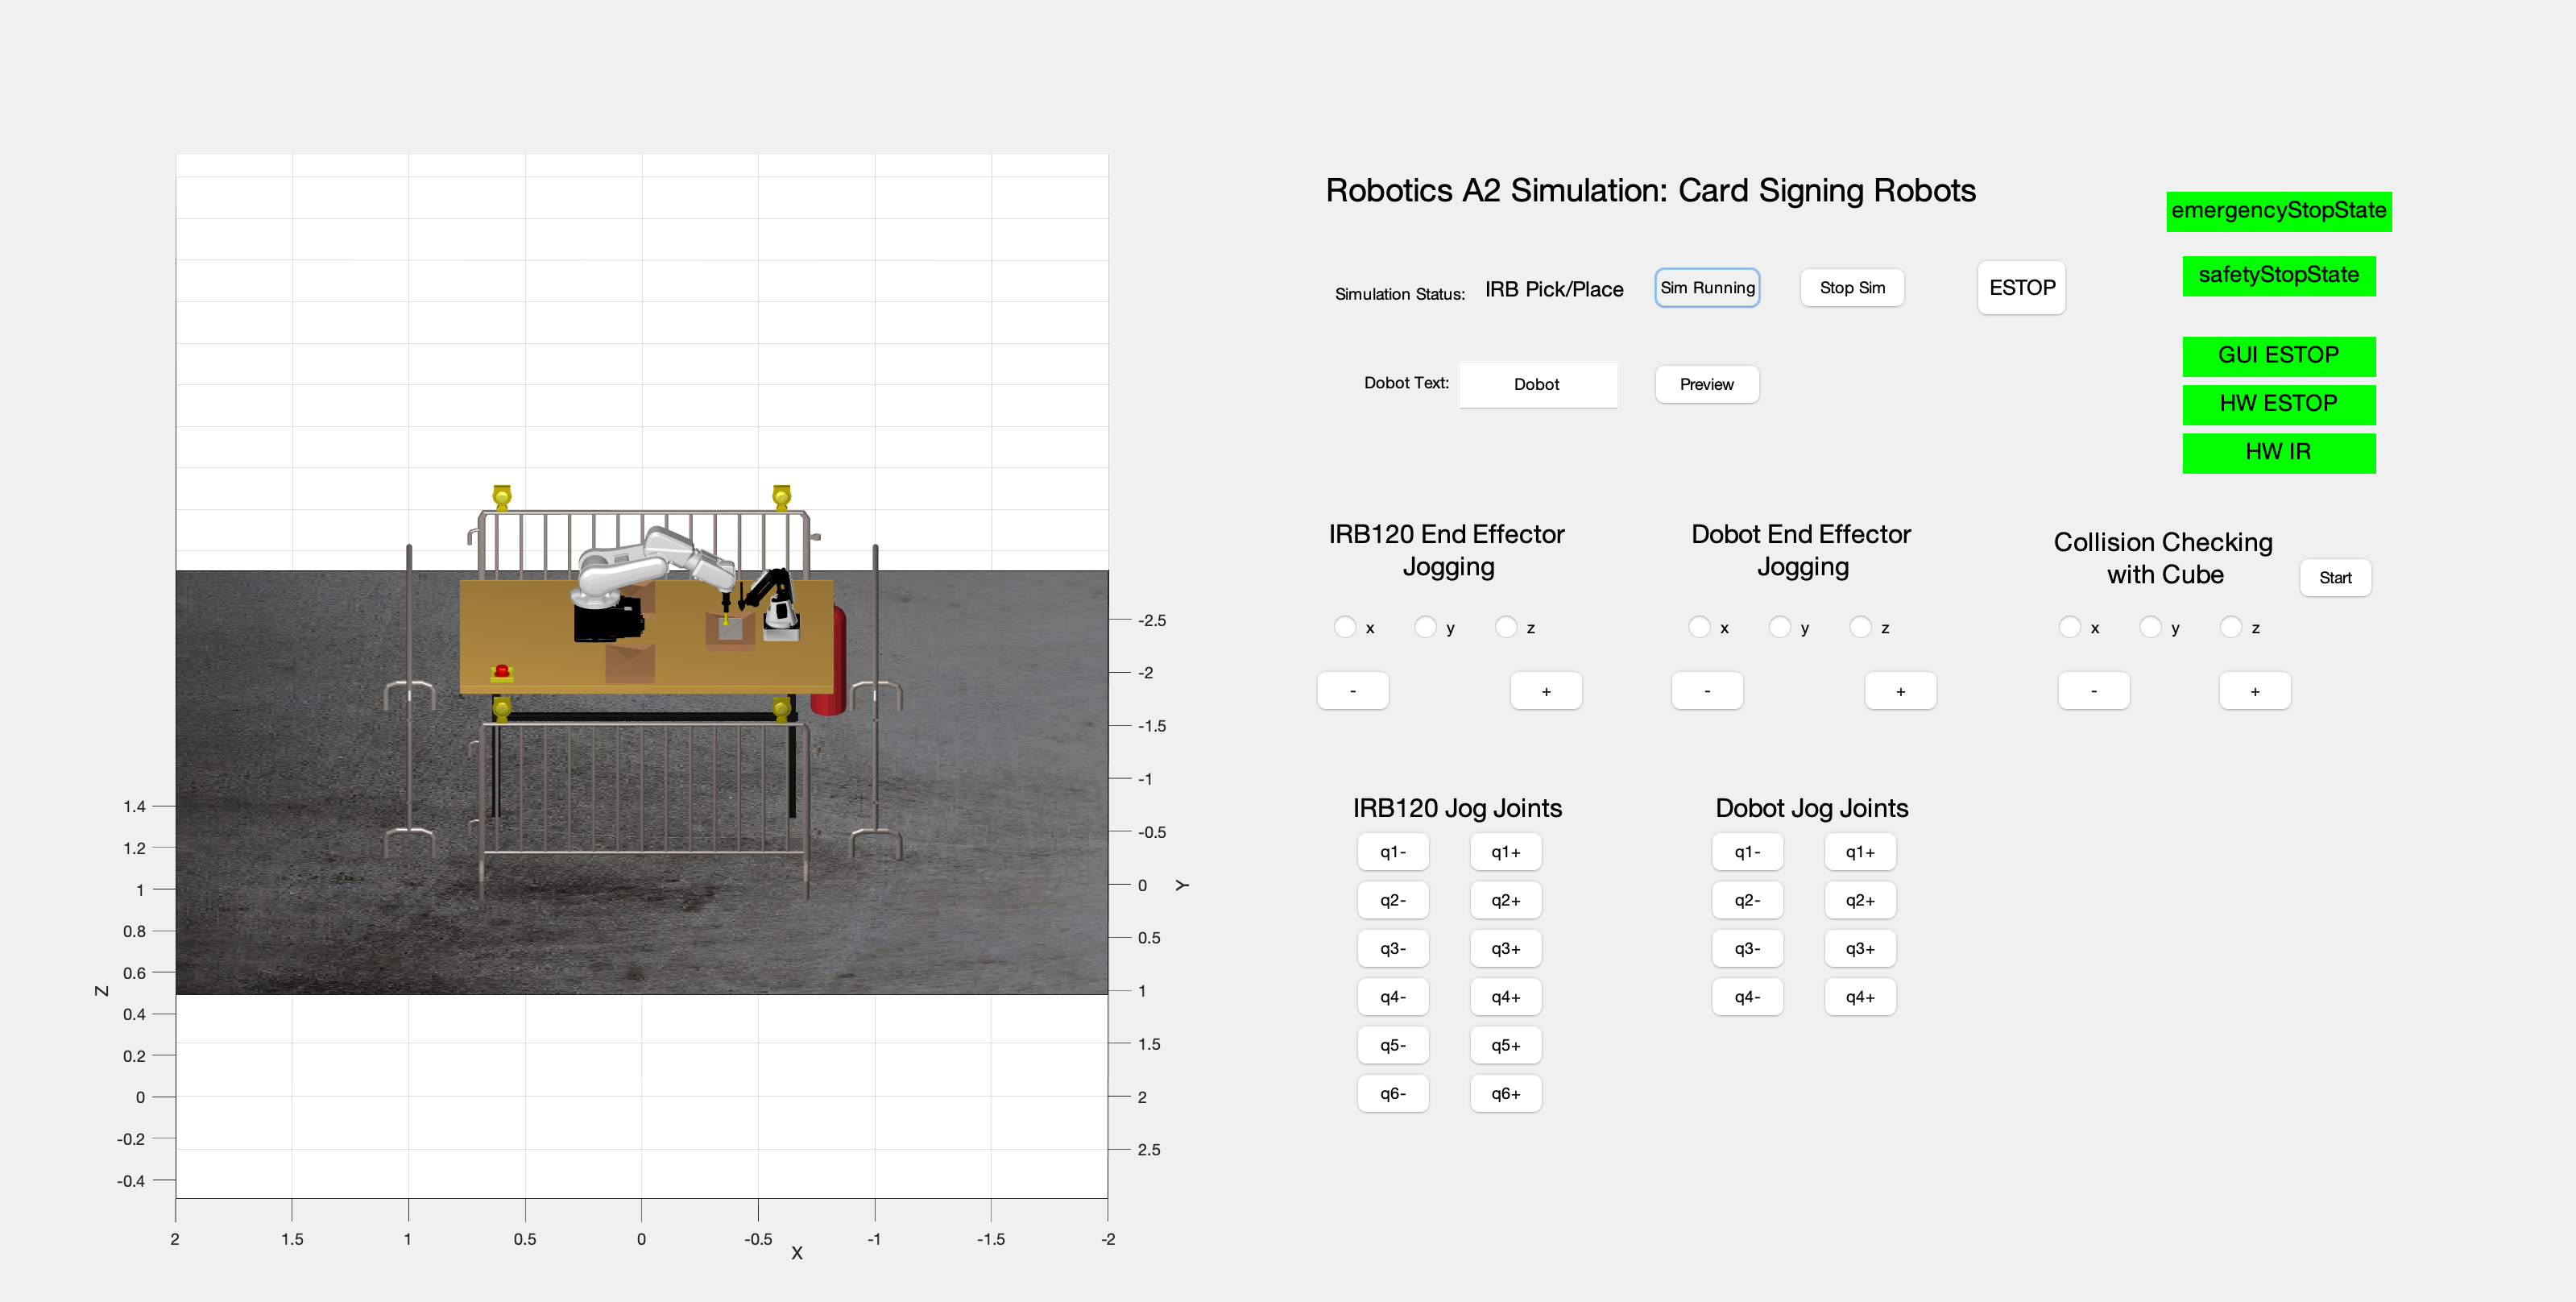 Robotics A2 Simulation: Card Signing Robots
emergencyStopState
safetyStopState
Simulation Status: IRB Pick/Place Sim Running Stop Sim ESTOP
GUI ESTOP
Dobot Text: Dobot Preview
HW ESTOP
HW IR
IRB120 End Effector
Jogging
x y z
- +
Dobot End Effector
Jogging
x y z
- +
Collision Checking
with Cube
Start
x y z
- +
IRB120 Jog Joints
q1- q1+
q2- q2+
q3- q3+
q4- q4+
q5- q5+
q6- q6+
Dobot Jog Joints
q1- q1+
q2- q2+
q3- q3+
q4- q4+
1.4
1.2
1
0.8
0.6
0.4
0.2
0
-0.2
-0.4
Z
-2.5
-2
-1.5
-1
-0.5
0
0.5
1
1.5
2
2.5
Y
2 1.5 1 0.5 0 -0.5 -1 -1.5 -2
X